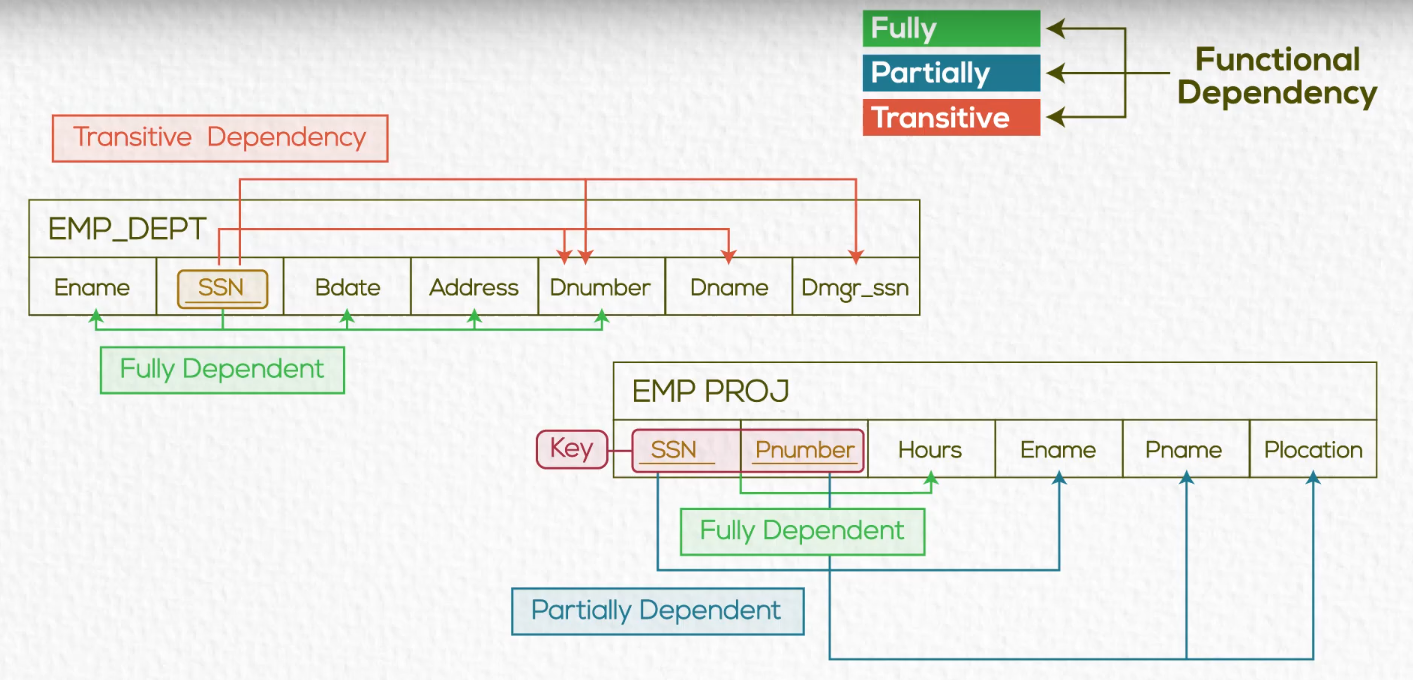 Fully
Partially
Transitive
Functional
Dependency
Transitive Dependency
EMP_DEPT
Ename SSN Bdate Address Dnumber Dname Dmgr_ssn
Fully Dependent
EMP PROJ
Key SSN Pnumber Hours Ename Pname Plocation
Fully Dependent
Partially Dependent